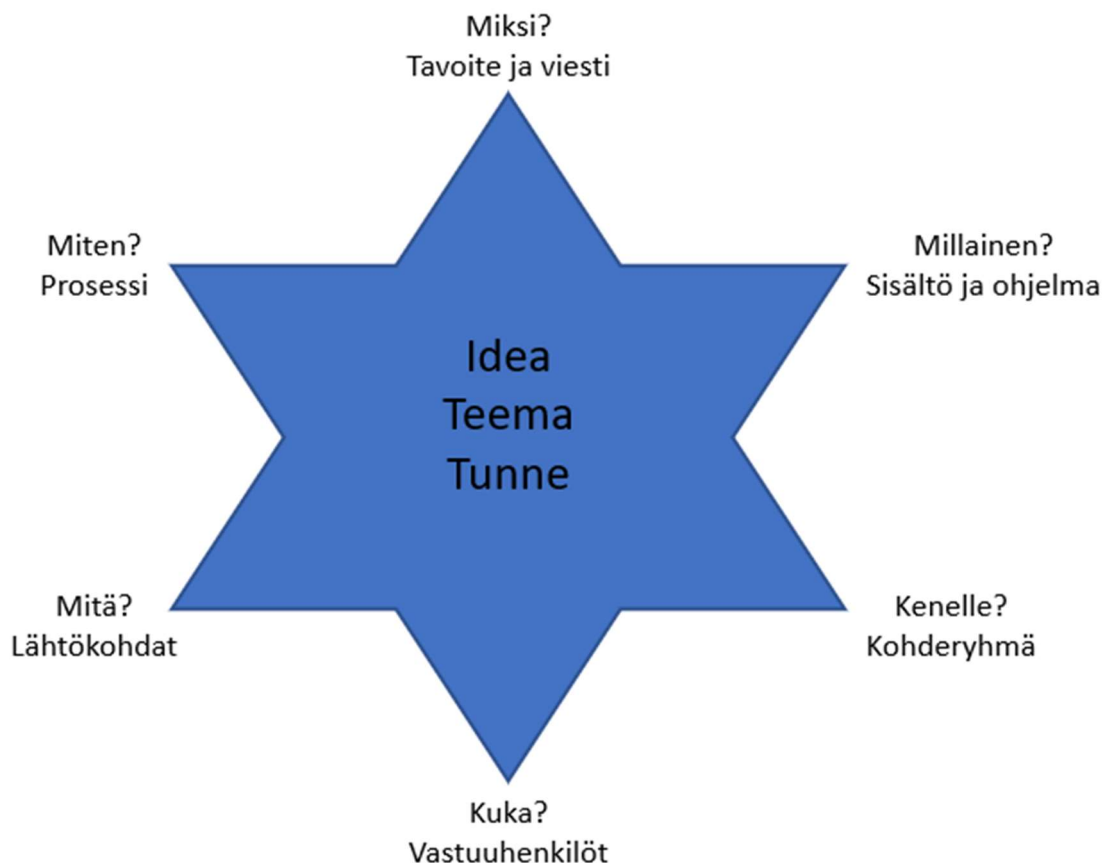 Miksi?
Tavoite ja viesti
Miten?
Prosessi
Millainen?
Sisältö ja ohjelma
Idea
Teema
Tunne
Mitä?
Lähtökohdat
Kenelle?
Kohderyhmä
Kuka?
Vastuuhenkilöt